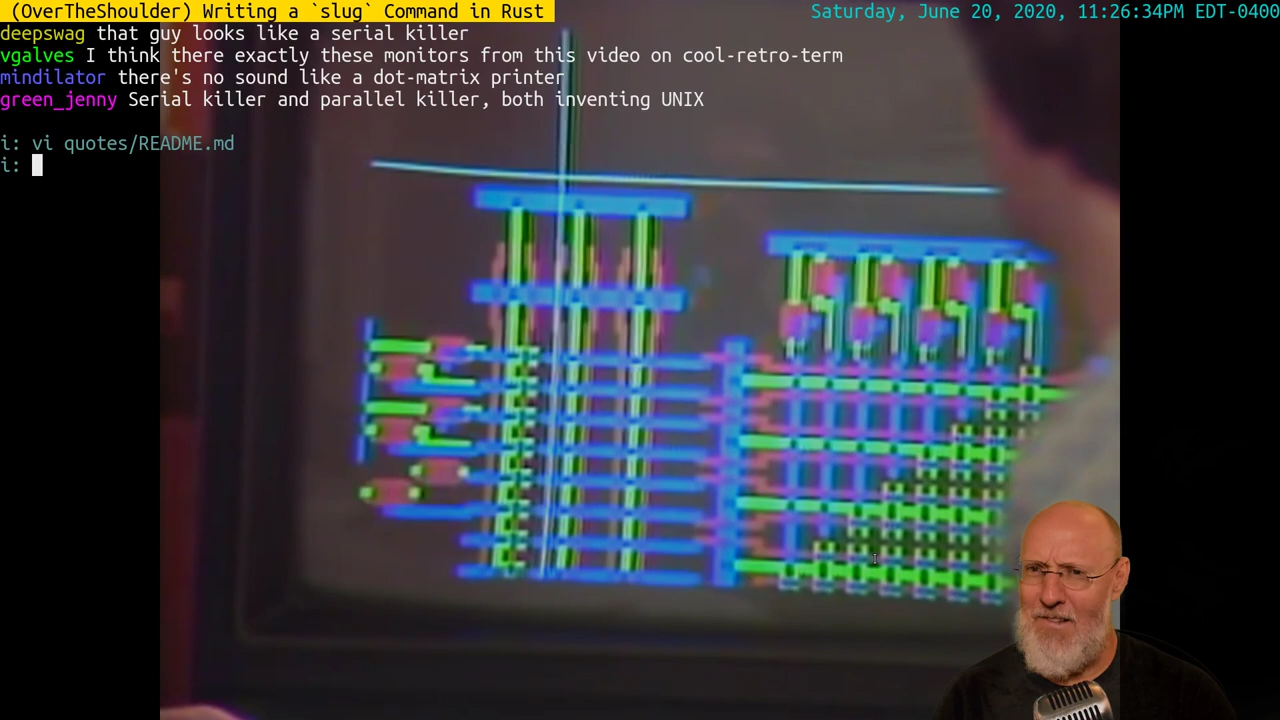 (OverTheShoulder) Writing a `slug` Command in Rust
Saturday, June 20, 2020, 11:26:34PM EDT-0400
deepswag that guy looks like a serial killer
vgalves I think there exactly these monitors from this video on cool-retro-term
mindilator there's no sound like a dot-matrix printer
green_jenny Serial killer and parallel killer, both inventing UNIX
i: vi quotes/README.md
i: